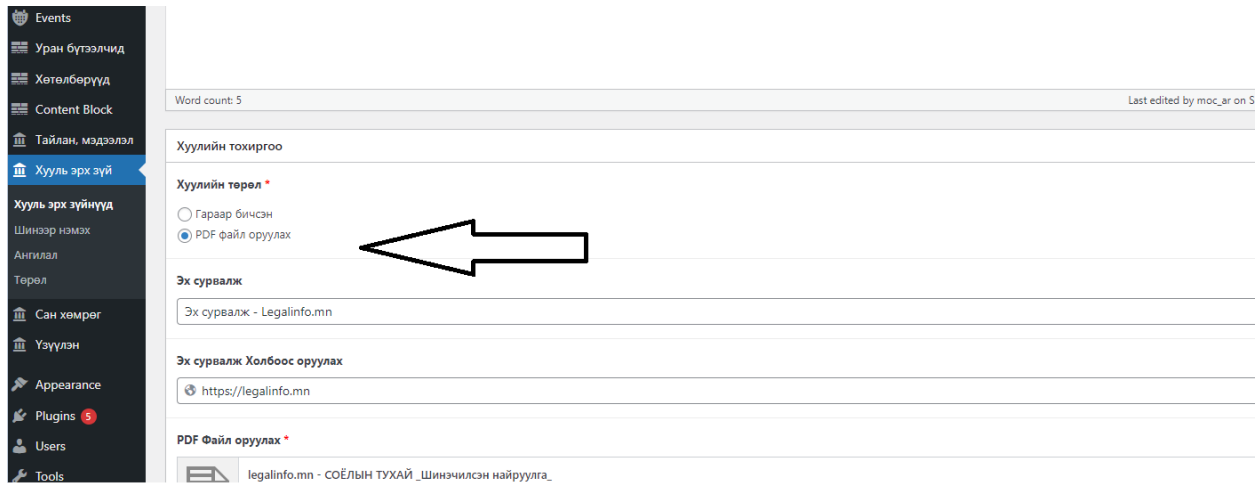 Events
Уран бүтээлчид
Хөтөлбөрүүд
Content Block
Тайлан, мэдээлэл
Хууль эрх зүй
Хууль эрх зүйнүүд
Шинээр нэмэх
Ангилал
Төрөл
Сан хөмрөг
Үзүүлэн
Appearance
Plugins 5
Users
Tools
Word count: 5
Last edited by moc_ar on S
Хуулийн тохиргоо
Хуулийн төрөл *
Гараар бичсэн
PDF файл оруулах
Эх сурвалж
Эх сурвалж - Legalinfo.mn
Эх сурвалж Холбоос оруулах
https://legalinfo.mn
PDF Файл оруулах *
legalinfo.mn - СОЁЛЫН ТУХАЙ _Шинэчилсэн найруулга_